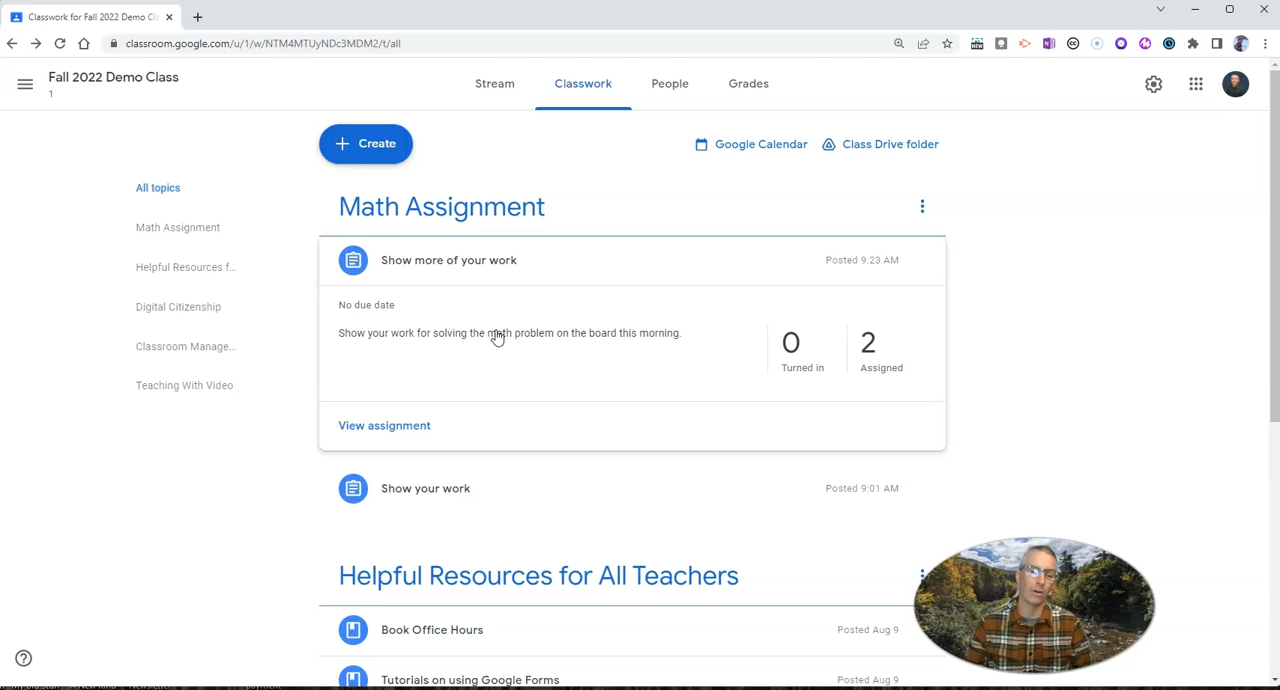 Classwork for Fall 2022 Demo Cl
classroom.google.com/u/1/w/NTM4MTUyNDc3MDM2/t/all
Fall 2022 Demo Class
1
Stream
Classwork
People
Grades
Create
Google Calendar
Class Drive folder
All topics
Math Assignment
Helpful Resources f...
Digital Citizenship
Classroom Manage...
Teaching With Video
Math Assignment
Show more of your work
Posted 9:23 AM
No due date
Show your work for solving the math problem on the board this morning.
0
Turned in
2
Assigned
View assignment
Show your work
Posted 9:01 AM
Helpful Resources for All Teachers
Book Office Hours
Posted Aug 9
Tutorials on using Google Forms
Posted Aug 9